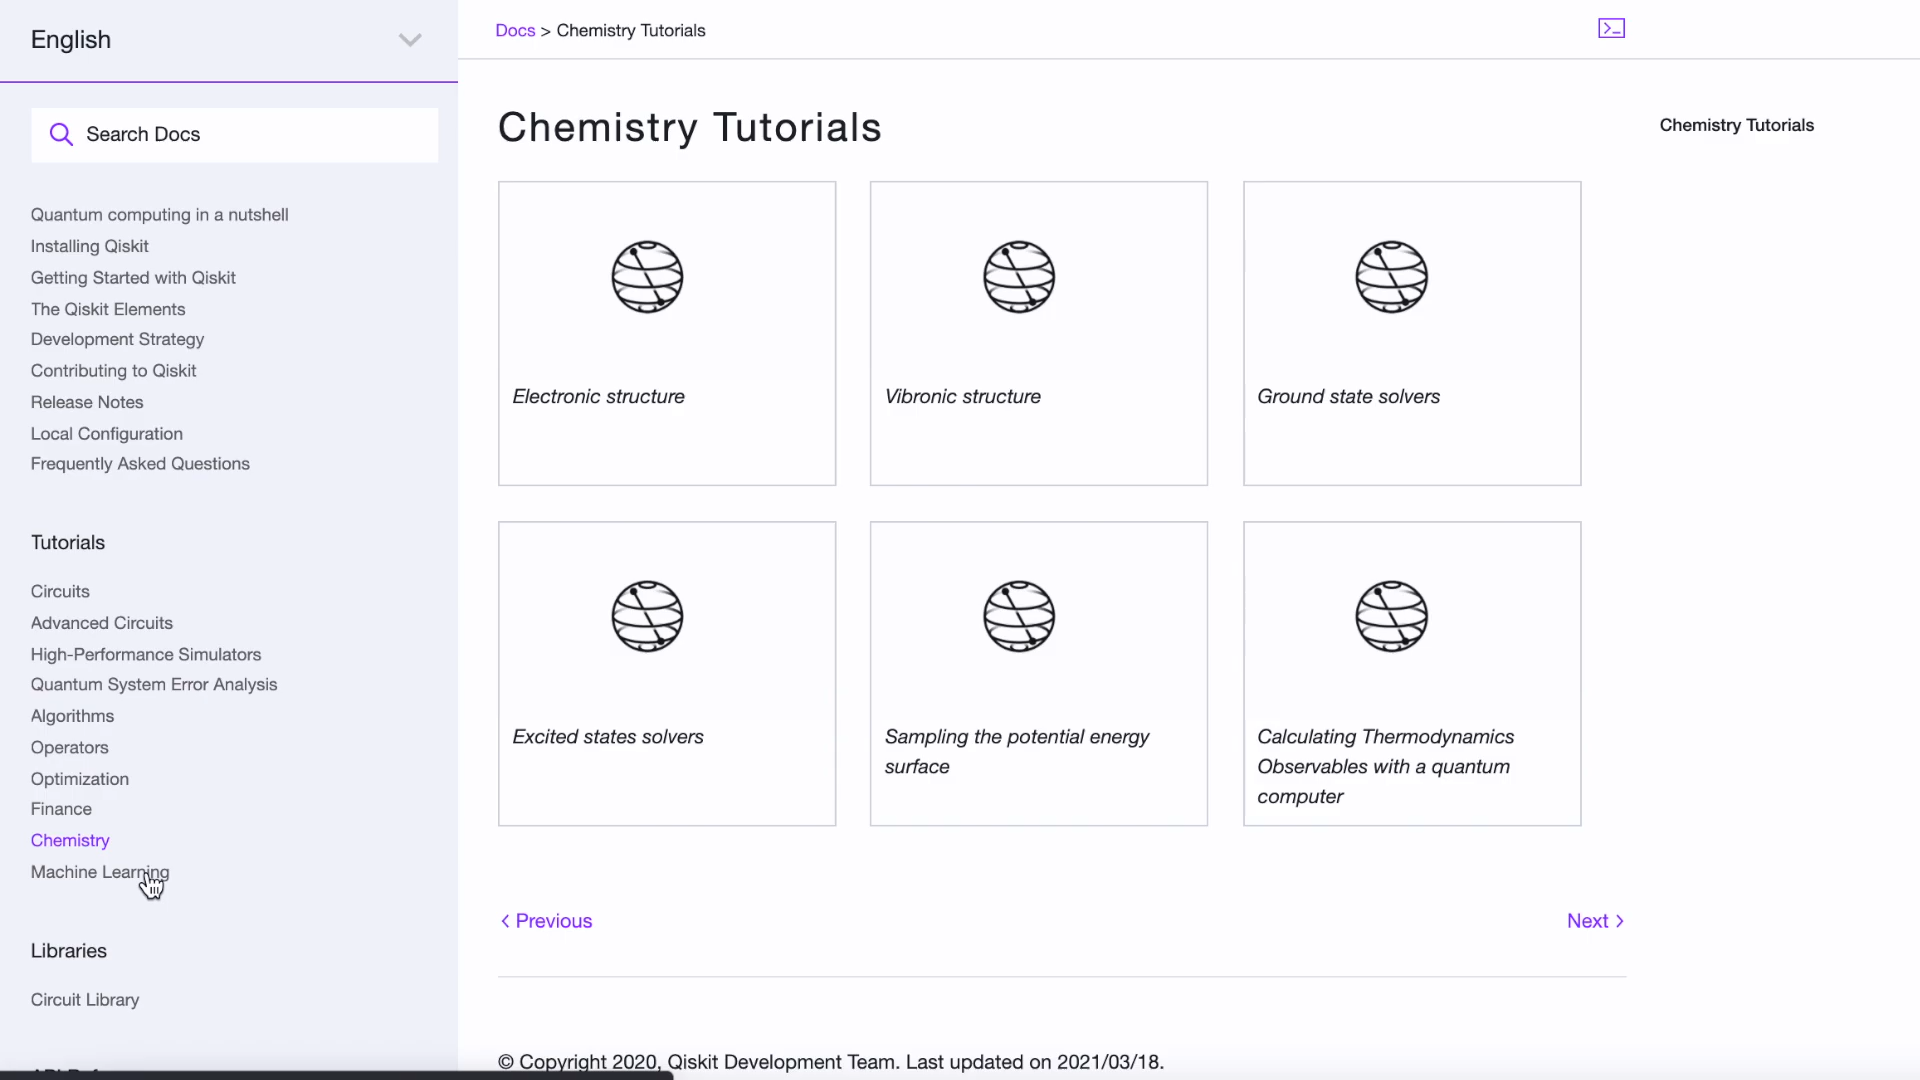 English
Search Docs
Quantum computing in a nutshell
Installing Qiskit
Getting Started with Qiskit
The Qiskit Elements
Development Strategy
Contributing to Qiskit
Release Notes
Local Configuration
Frequently Asked Questions
Tutorials
Circuits
Advanced Circuits
High-Performance Simulators
Quantum System Error Analysis
Algorithms
Operators
Optimization
Finance
Chemistry
Machine Learning
Libraries
Circuit Library
Docs > Chemistry Tutorials
Chemistry Tutorials
Electronic structure
Vibronic structure
Ground state solvers
Excited states solvers
Sampling the potential energy
surface
Calculating Thermodynamics
Observables with a quantum
computer
< Previous
Next >
© Copyright 2020, Qiskit Development Team. Last updated on 2021/03/18.
Chemistry Tutorials